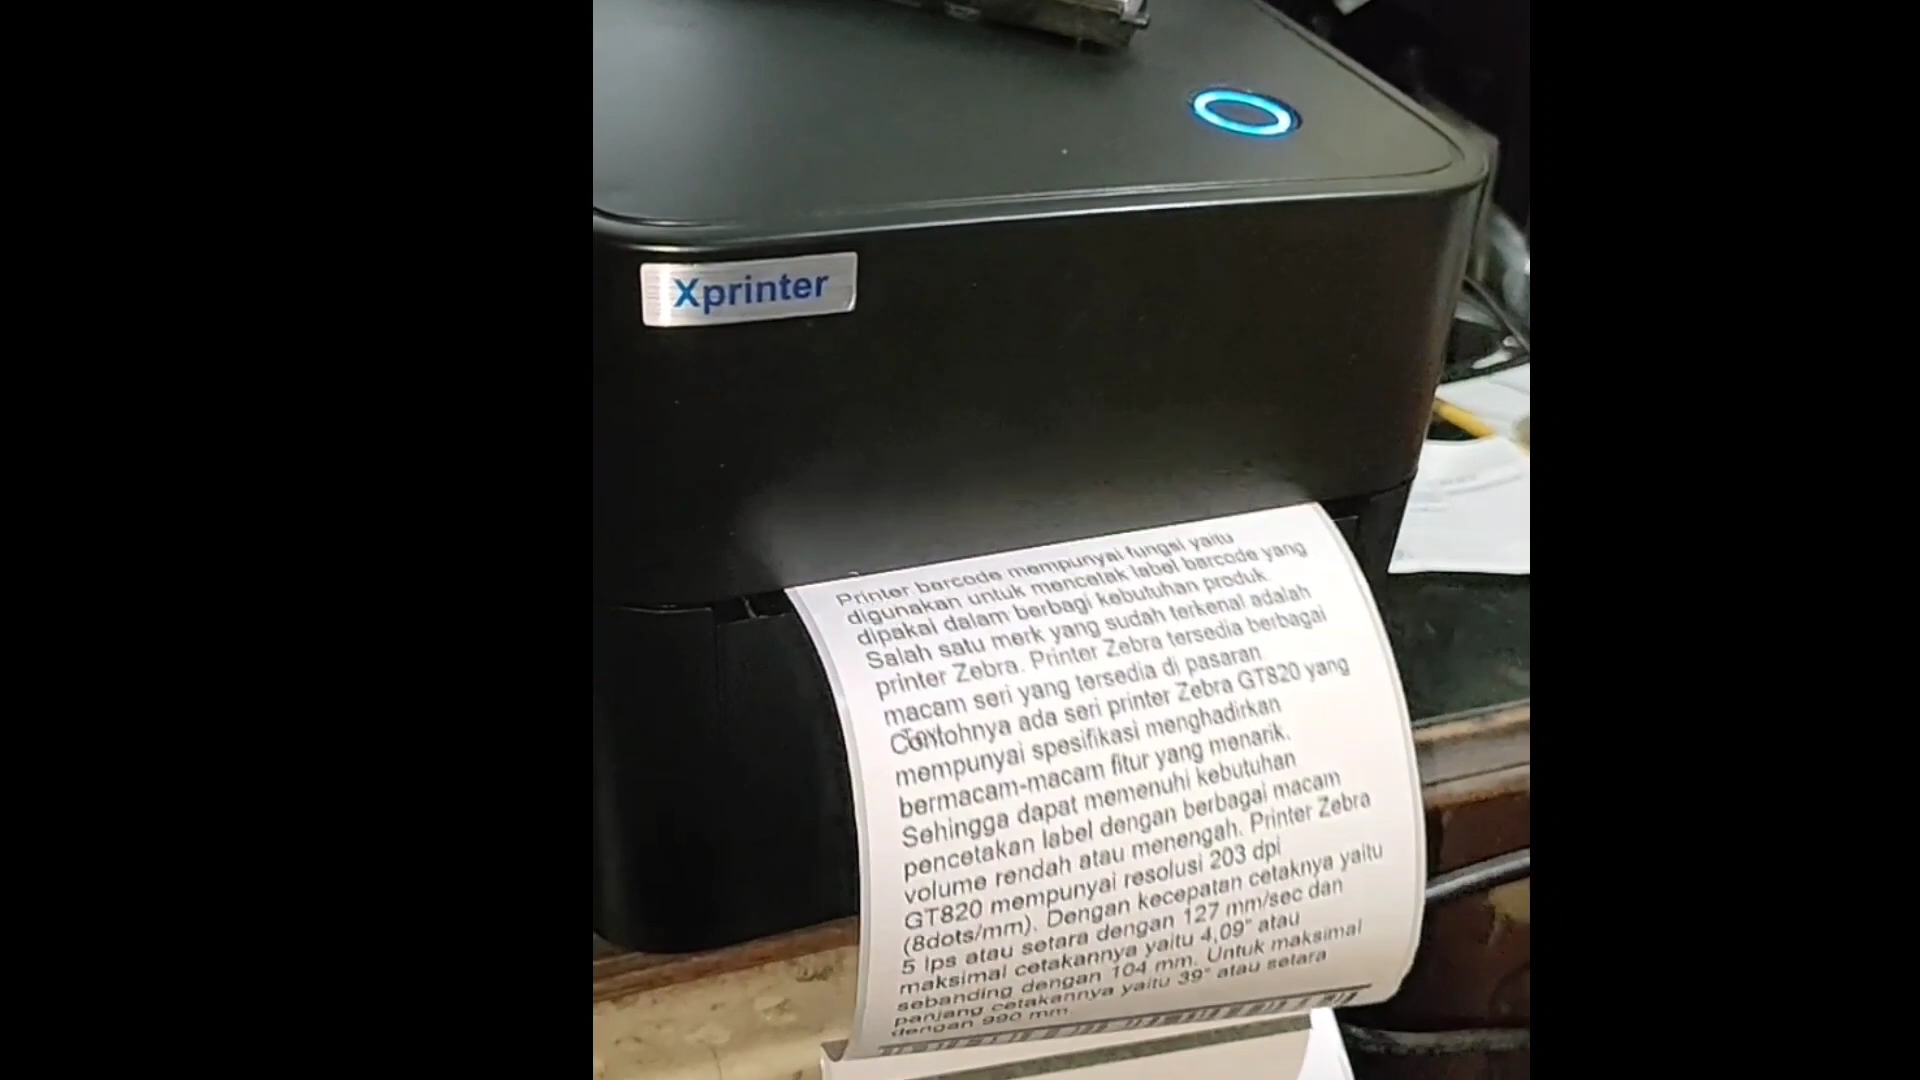 Xprinter
Printer barcode mempunyai fungsi yaitu
digunakan untuk mencetak label barcode yang
dipakai dalam berbagi kebutuhan produk
Salah satu merk yang sudah terkenal adalah
printer Zebra. Printer Zebra tersedia berbagai
macam seri yang tersedia di pasaran
Contohnya ada seri printer Zebra GT820 yang
mempunyai spesifikasi menghadirkan
bermacam-macam fitur yang menarik.
Sehingga dapat memenuhi kebutuhan
pencetakan label dengan berbagai macam
volume rendah atau menengah. Printer Zebra
GT820 mempunyai resolusi 203 dpi
(8dots/mm). Dengan kecepatan cetaknya yaitu
5 Ips atau setara dengan 127 mm/sec dan
maksimal cetakannya yaitu 4,09" atau
sebanding dengan 104 mm. Untuk maksimal
panjang cetakannya yaitu 39" atau setara
dengan 990 mm.